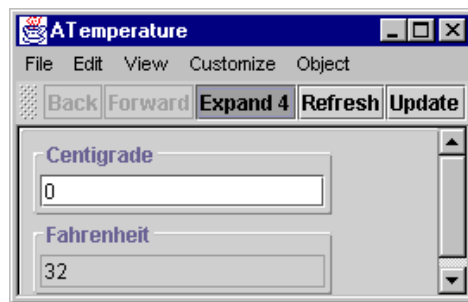 ATemperature
File Edit View Customize Object
Back Forward Expand 4 Refresh Update
Centigrade
0
Fahrenheit
32